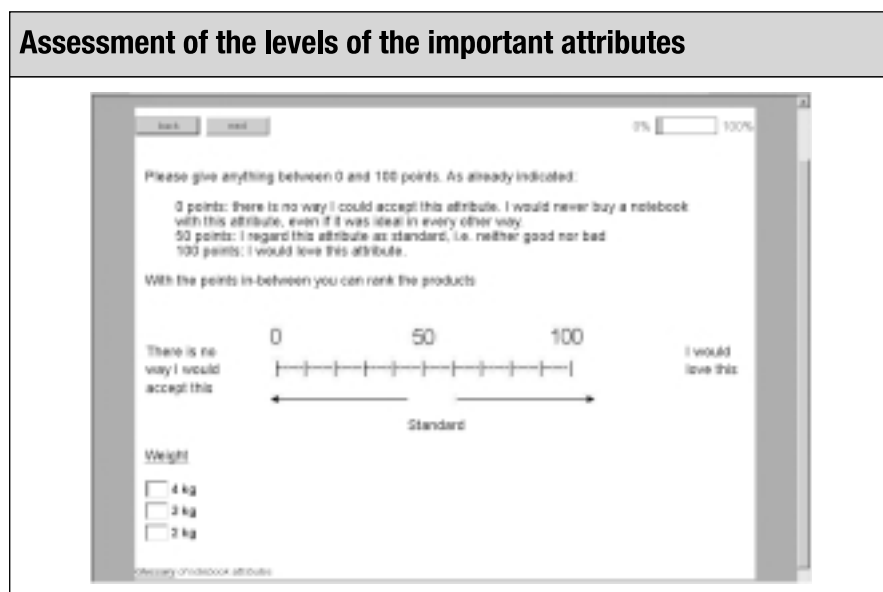 Assessment of the levels of the important attributes
back next
0% 100%
Please give anything between 0 and 100 points. As already indicated:
0 points: there is no way I could accept this attribute. I would never buy a notebook
with this attribute, even if it was ideal in every other way.
50 points: I regard this attribute as standard, i.e. neither good nor bad
100 points: I would love this attribute.
With the points in-between you can rank the products
0 50 100
There is no
way I would
accept this
I would
love this
Standard
Weight
4 kg
3 kg
2 kg
Glossary of notebook attributes